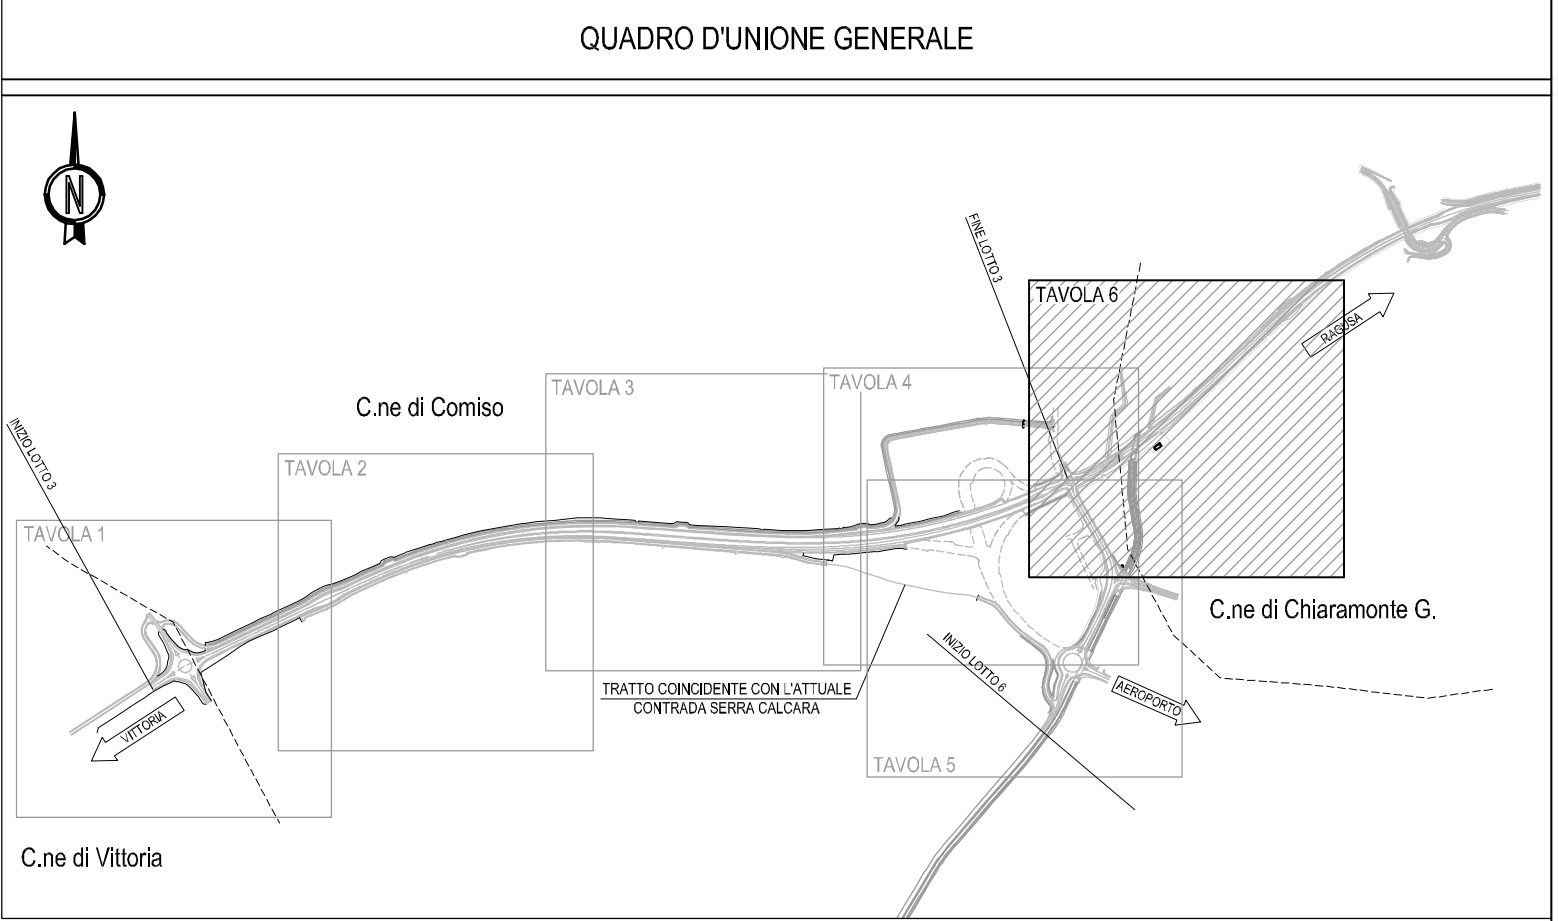 QUADRO D'UNIONE GENERALE
N
FINE LOTTO 3
TAVOLA 6
RAGUSA
TAVOLA 3
TAVOLA 4
C.ne di Comiso
INIZIO LOTTO 3
TAVOLA 2
TAVOLA 1
C.ne di Chiaramonte G.
INIZIO LOTTO 6
TRATTO COINCIDENTE CON L'ATTUALE
CONTRADA SERRA CALCARA
AEROPORTO
VITTORIA
TAVOLA 5
C.ne di Vittoria